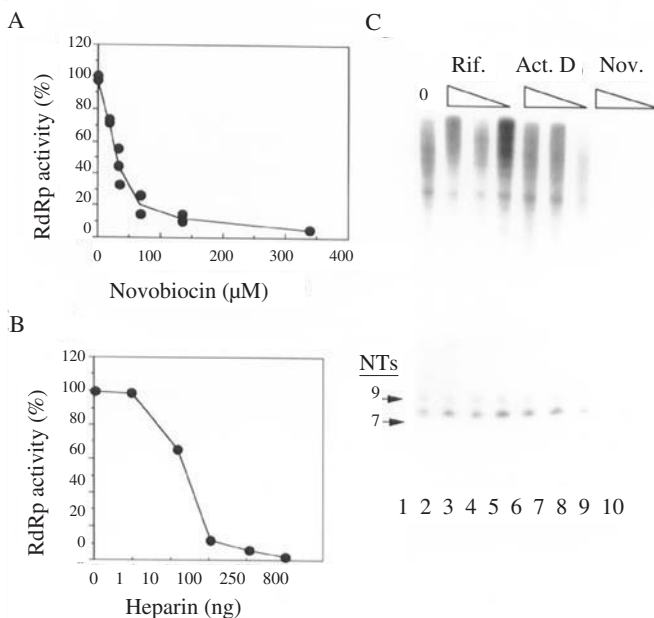 A
120
100
80
60
40
20
0
RdRp activity (%)
0 100 200 300 400
Novobiocin (µM)
B
120
100
80
60
40
20
0
RdRp activity (%)
0 1 10 100 250 800
Heparin (ng)
C
Rif. Act. D Nov.
0
NTs
9
7
1 2 3 4 5 6 7 8 9 10